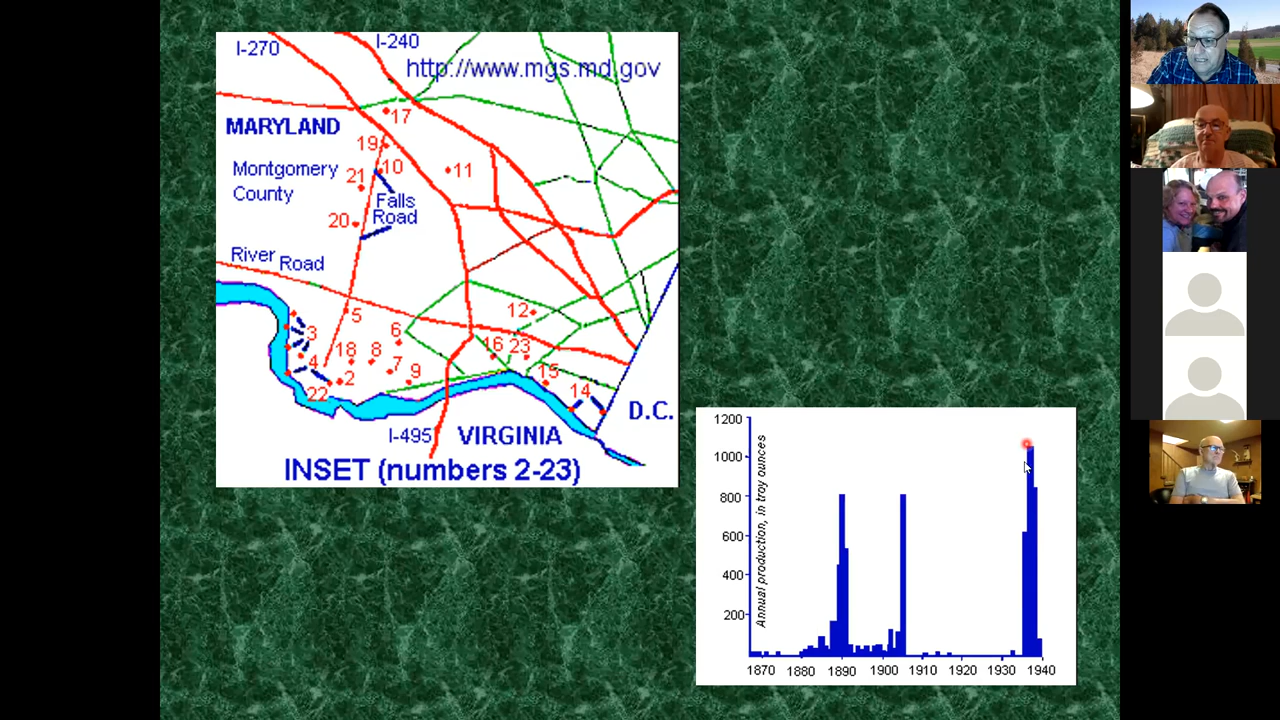 I-270
I-240
http://www.mgs.md.gov
17
MARYLAND
19
Montgomery
10
11
21
County
Falls
Road
20
River Road
5
12
3
6
16
23
4
18
8
7
9
15
22
2
14
D.C.
I-495
VIRGINIA
INSET (numbers 2-23)
1200
1000
800
600
400
200
Annual production, in troy ounces
1870 1880 1890 1900 1910 1920 1930 1940